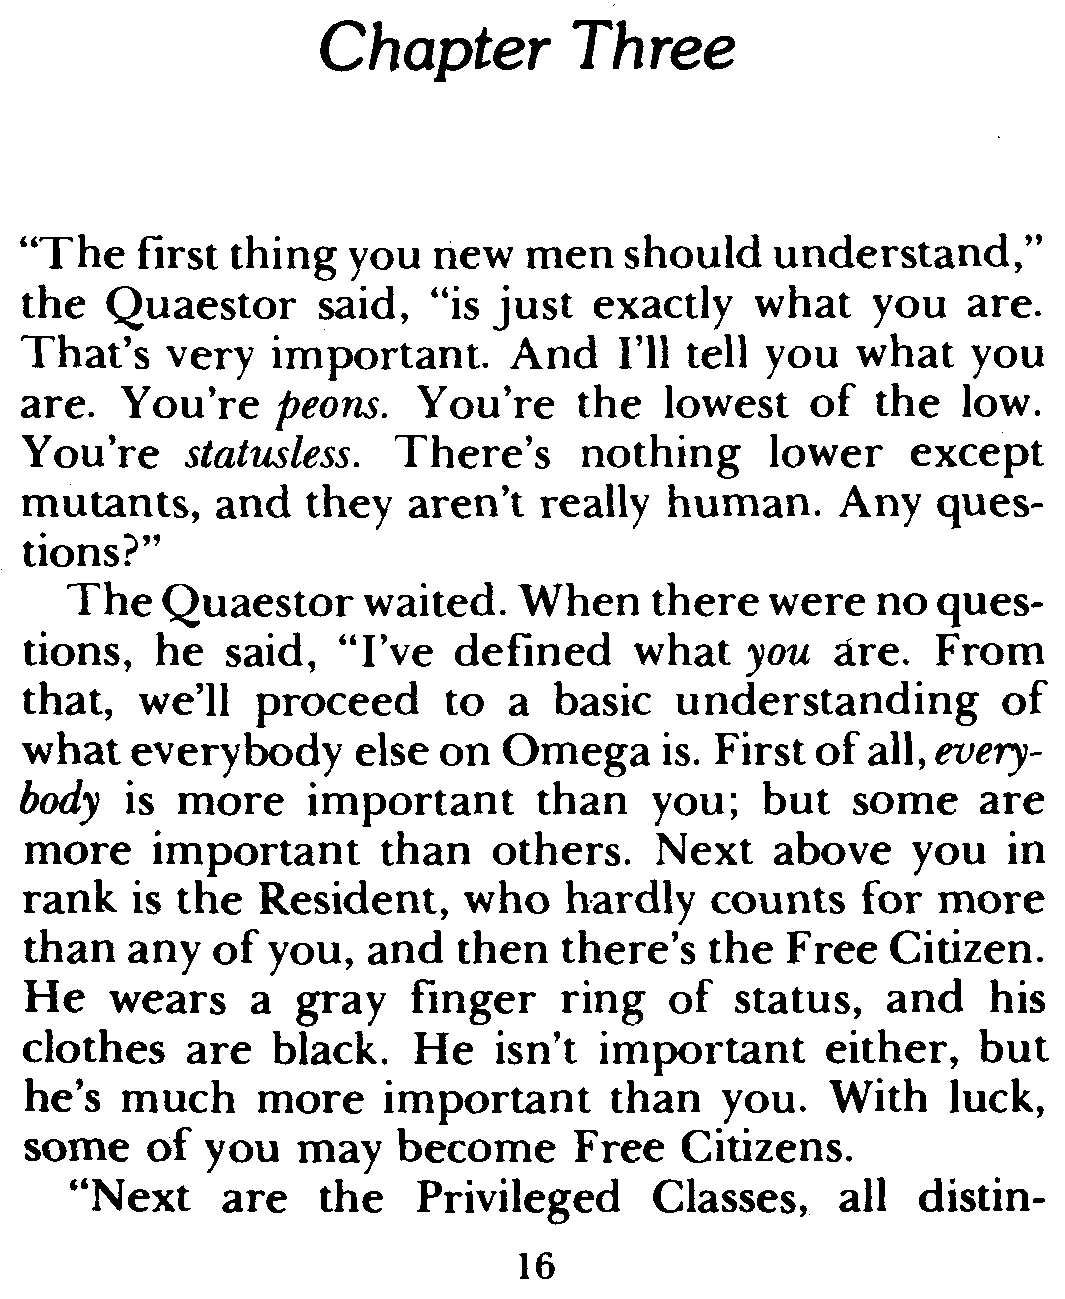 Chapter Three
“The first thing you new men should understand,”
the Quaestor said, “is just exactly what you are.
That’s very important. And I’ll tell you what you
are. You’re peons. You’re the lowest of the low.
You’re statusless. There’s nothing lower except
mutants, and they aren’t really human. Any ques-
tions?”
The Quaestor waited. When there were no ques-
tions, he said, “I’ve defined what you are. From
that, we’ll proceed to a basic understanding of
what everybody else on Omega is. First of all, every-
body is more important than you; but some are
more important than others. Next above you in
rank is the Resident, who hardly counts for more
than any of you, and then there’s the Free Citizen.
He wears a gray finger ring of status, and his
clothes are black. He isn’t important either, but
he’s much more important than you. With luck,
some of you may become Free Citizens.
“Next are the Privileged Classes, all distin-
16